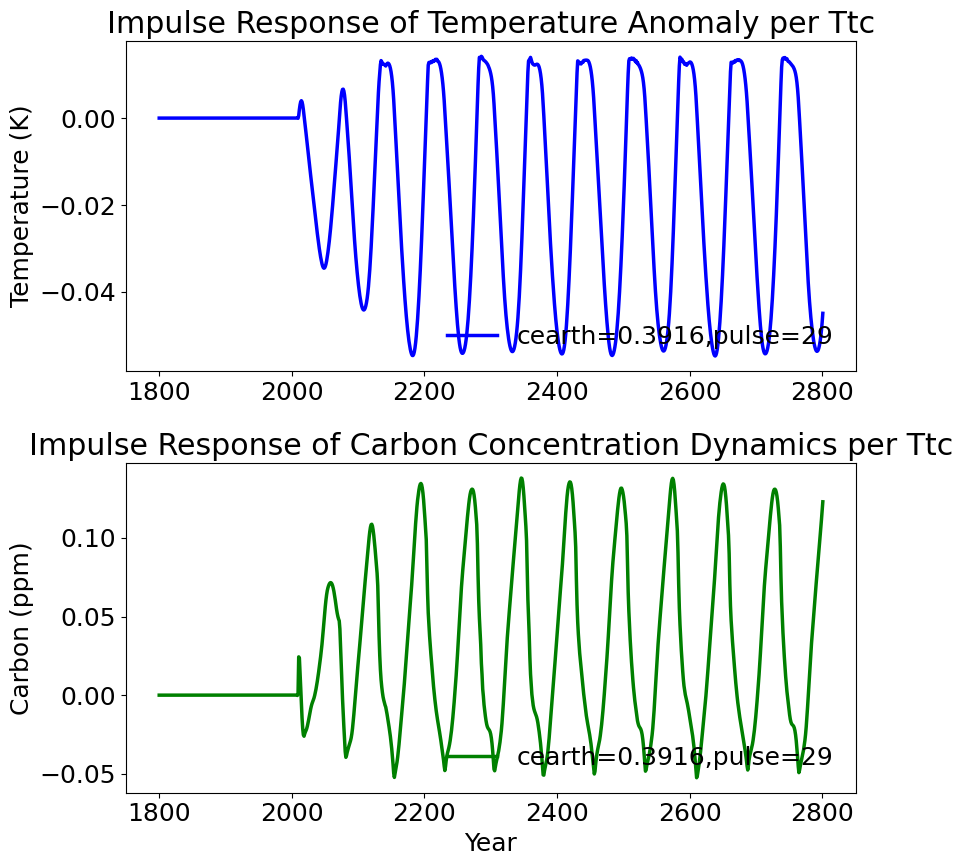 Impulse Response of Temperature Anomaly per Ttc
Temperature (K)
0.00
−0.02
−0.04
cearth=0.3916,pulse=29
1800 2000 2200 2400 2600 2800
Impulse Response of Carbon Concentration Dynamics per Ttc
Carbon (ppm)
0.10
0.05
0.00
−0.05
cearth=0.3916,pulse=29
1800 2000 2200 2400 2600 2800
Year